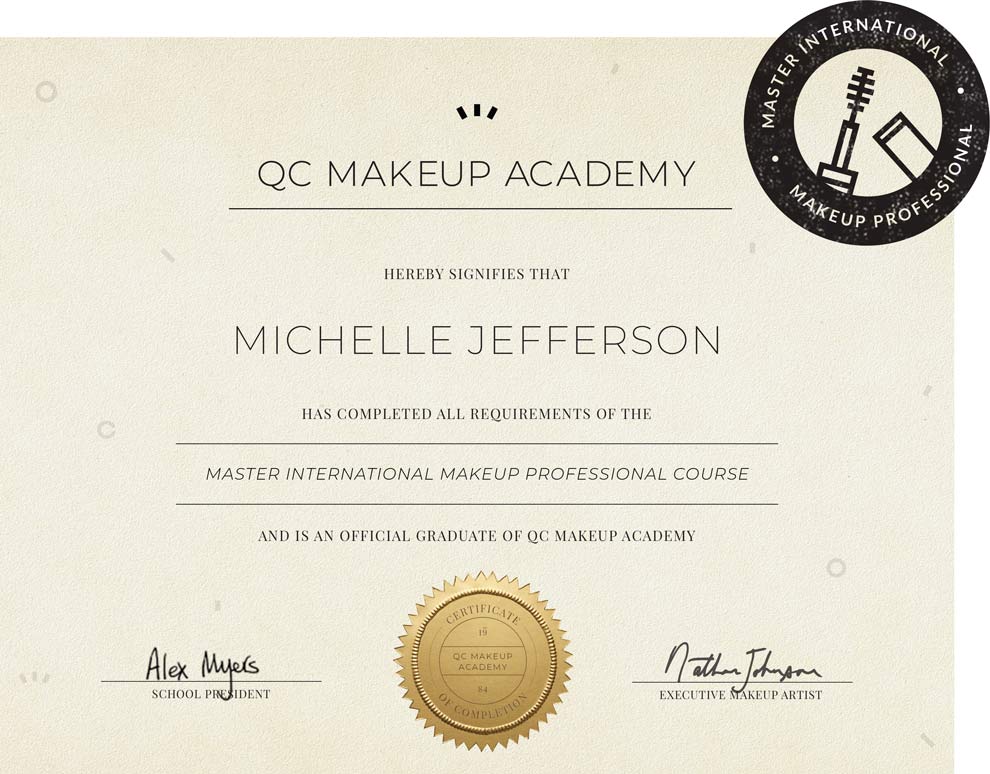 MASTER INTERNATIONAL
MAKEUP PROFESSIONAL
QC MAKEUP ACADEMY
HEREBY SIGNIFIES THAT
MICHELLE JEFFERSON
HAS COMPLETED ALL REQUIREMENTS OF THE
MASTER INTERNATIONAL MAKEUP PROFESSIONAL COURSE
AND IS AN OFFICIAL GRADUATE OF QC MAKEUP ACADEMY
CERTIFICATE
19
QC MAKEUP
ACADEMY
84
OF COMPLETION
Alex Myers
SCHOOL PRESIDENT
Nathan Johnson
EXECUTIVE MAKEUP ARTIST